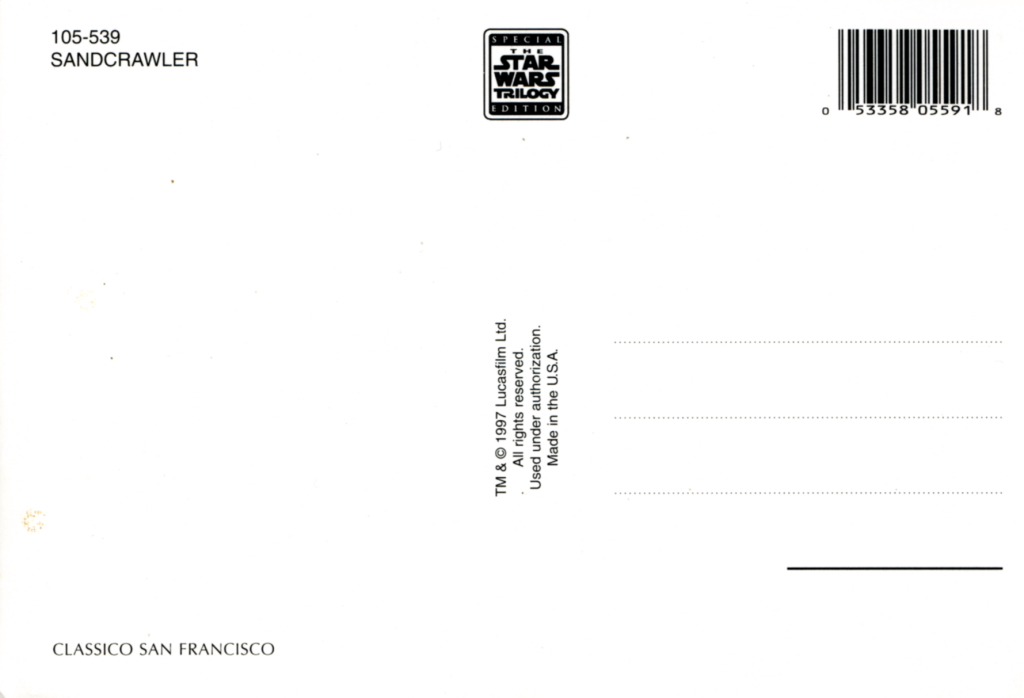 105-539
SANDCRAWLER
SPECIAL
THE
STAR
WARS
TRILOGY
EDITION
0 53358 05591 8
TM & © 1997 Lucasfilm Ltd.
All rights reserved.
Used under authorization.
Made in the U.S.A.
CLASSICO SAN FRANCISCO